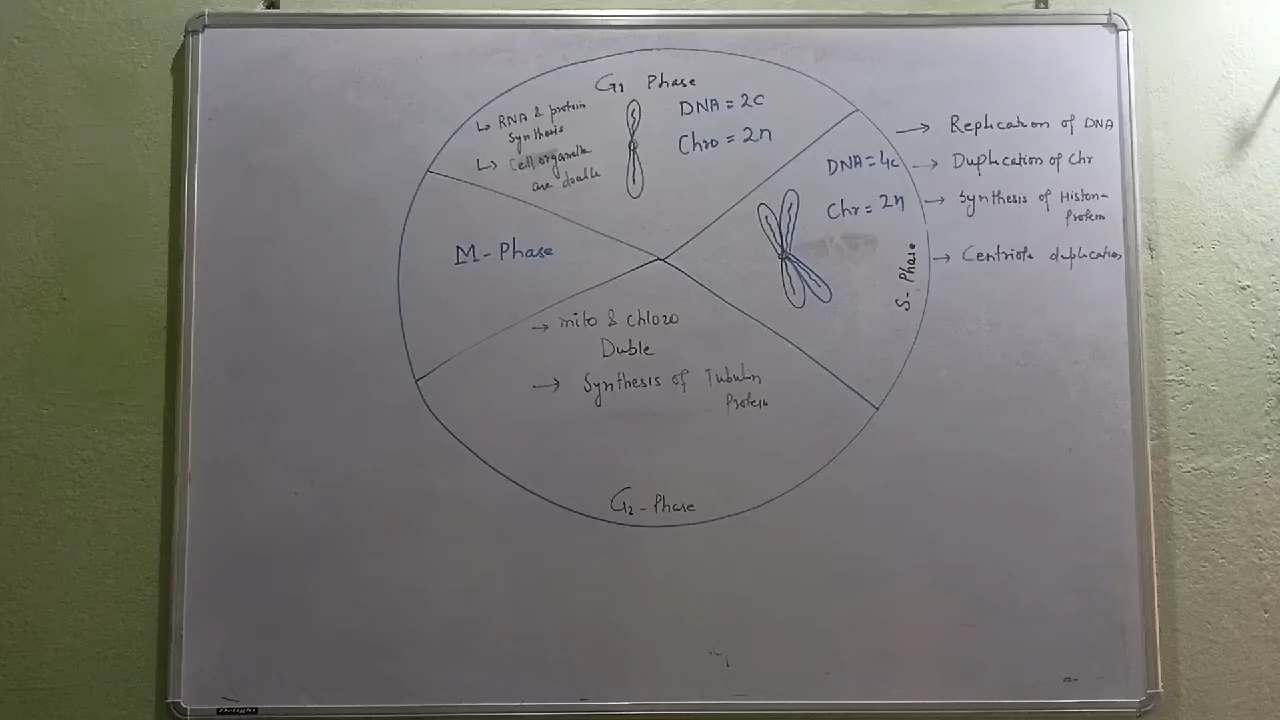 G1 Phase
↳ RNA & protein
Synthesis
↳ Cell organelle
are double
DNA = 2C
Chro = 2n
M-Phase
DNA = 4C
Chr = 2n
S-Phase
→ Replication of DNA
→ Duplication of Chr
→ Synthesis of Histon-
Protein
→ Centriole duplication
→ mito & chloro
Duble
→ Synthesis of Tubulin
Protein
G2-Phase
Delight